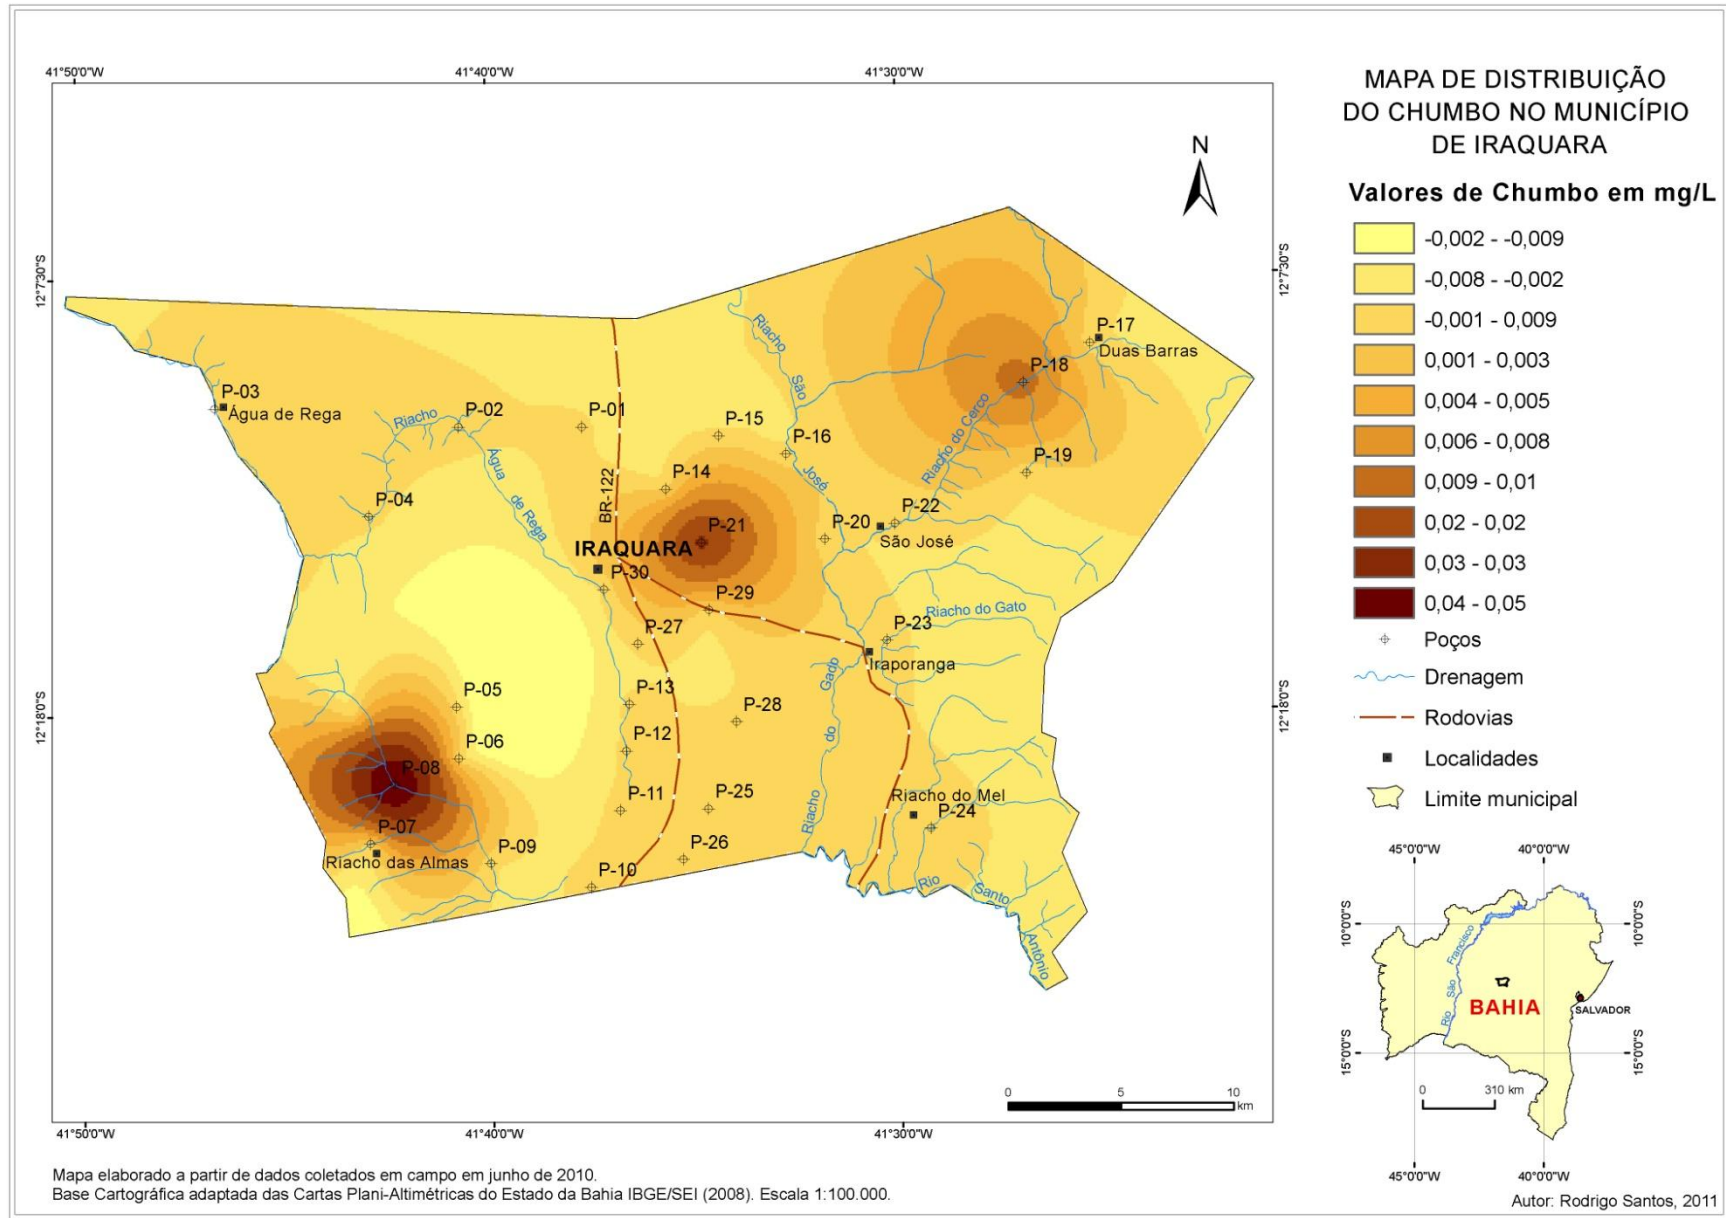 MAPA DE DISTRIBUIÇÃO
DO CHUMBO NO MUNICÍPIO
DE IRAQUARA
Valores de Chumbo em mg/L
-0,002 - -0,009
-0,008 - -0,002
-0,001 - 0,009
0,001 - 0,003
0,004 - 0,005
0,006 - 0,008
0,009 - 0,01
0,02 - 0,02
0,03 - 0,03
0,04 - 0,05
Poços
Drenagem
Rodovias
Localidades
Limite municipal
41°50'0"W
41°40'0"W
41°30'0"W
N
12°7'30"S
12°7'30"S
12°18'0"S
12°18'0"S
P-17
Duas Barras
P-18
Riacho São José
P-03
Água de Rega
P-02
P-01
Riacho Água de Rega
P-15
P-16
Riacho do Cerco
P-19
P-14
BR-122
P-04
P-21
P-20
P-22
São José
IRAQUARA
P-30
P-29
Riacho do Gato
P-23
P-27
Iraporanga
P-05
P-13
P-28
Riacho do Gado
P-06
P-12
P-08
P-11
P-25
Riacho do Mel
P-24
P-07
Riacho das Almas
P-09
P-26
P-10
Rio Santo Antônio
0 5 10
km
41°50'0"W
41°40'0"W
41°30'0"W
45°0'0"W
40°0'0"W
10°0'0"S
10°0'0"S
Rio São Francisco
BAHIA
SALVADOR
15°0'0"S
15°0'0"S
0 310 km
45°0'0"W
40°0'0"W
Mapa elaborado a partir de dados coletados em campo em junho de 2010.
Base Cartográfica adaptada das Cartas Plani-Altimétricas do Estado da Bahia IBGE/SEI (2008). Escala 1:100.000.
Autor: Rodrigo Santos, 2011